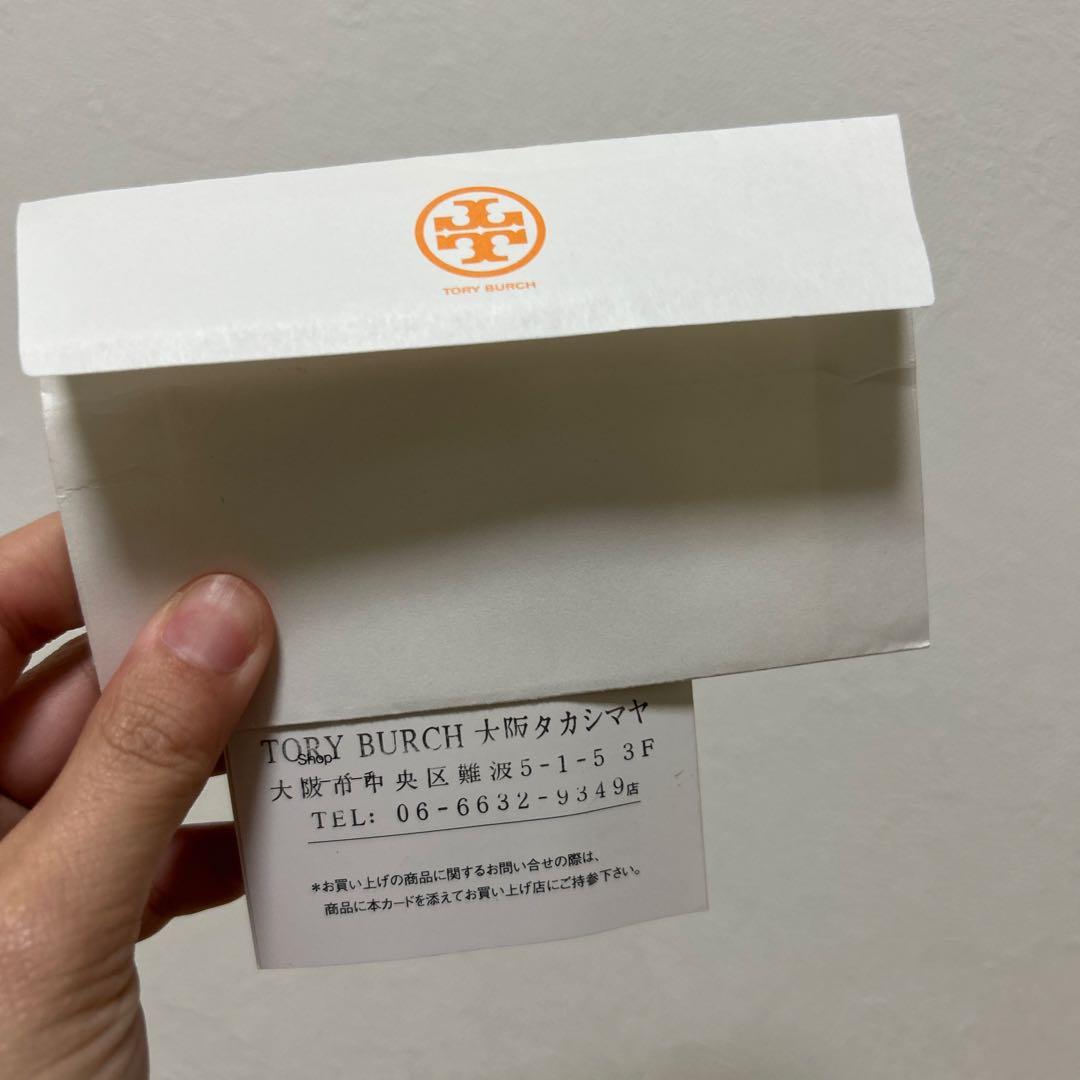 TORY BURCH
TORY BURCH 大阪タカシマヤ
Shop
大阪市中央区難波5-1-5 3F
TEL: 06-6632-9349店
*お買い上げの商品に関するお問い合せの際は、
商品に本カードを添えてお買い上げ店にご持参下さい。